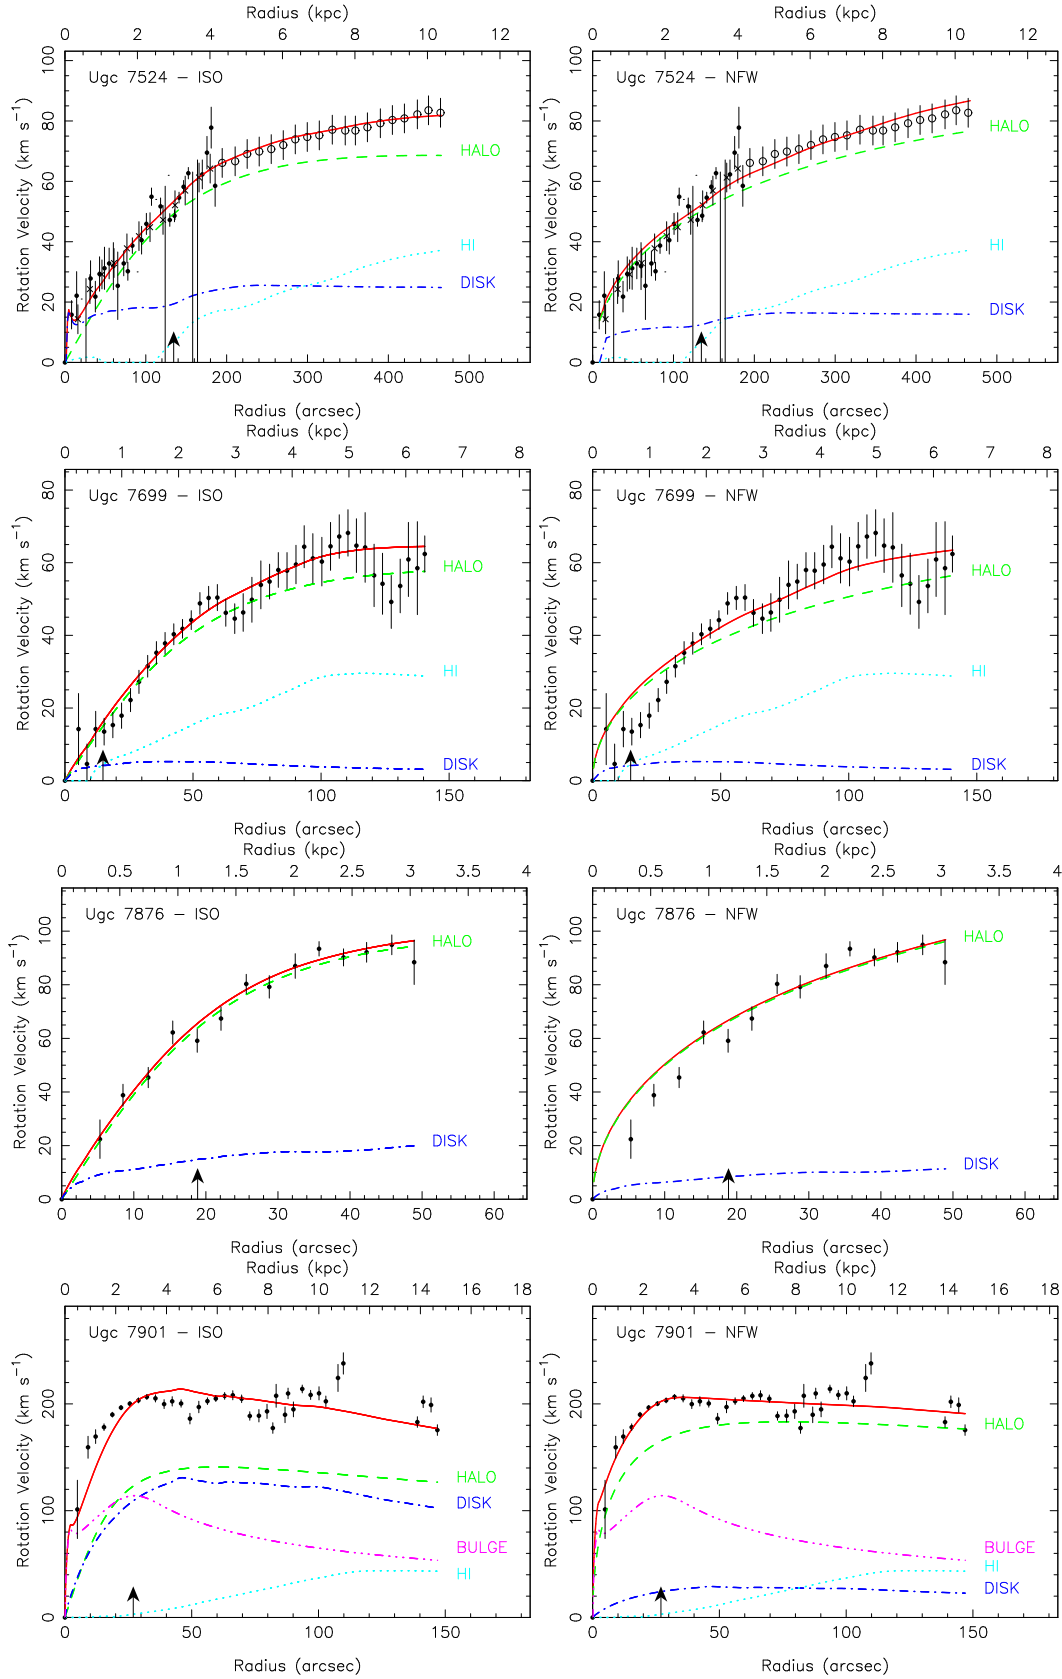 Radius (kpc) Radius (kpc)
0 2 4 6 8 10 12 0 2 4 6 8 10 12
Ugc 7524 – ISO Ugc 7524 – NFW
Rotation Velocity (km s⁻¹) Rotation Velocity (km s⁻¹)
100 100
80 80
60 60
40 40
20 20
0 0
HALO HALO
HI HI
DISK DISK
0 100 200 300 400 500 0 100 200 300 400 500
Radius (arcsec) Radius (arcsec)
Radius (kpc) Radius (kpc)
0 1 2 3 4 5 6 7 8 0 1 2 3 4 5 6 7 8
Ugc 7699 – ISO Ugc 7699 – NFW
Rotation Velocity (km s⁻¹) Rotation Velocity (km s⁻¹)
80 80
60 60
40 40
20 20
0 0
HALO HALO
HI HI
DISK DISK
0 50 100 150 0 50 100 150
Radius (arcsec) Radius (arcsec)
Radius (kpc) Radius (kpc)
0 0.5 1 1.5 2 2.5 3 3.5 4 0 0.5 1 1.5 2 2.5 3 3.5 4
Ugc 7876 – ISO Ugc 7876 – NFW
Rotation Velocity (km s⁻¹) Rotation Velocity (km s⁻¹)
100 100
80 80
60 60
40 40
20 20
0 0
HALO HALO
DISK DISK
0 20 40 60 0 20 40 60
Radius (arcsec) Radius (arcsec)
Radius (kpc) Radius (kpc)
0 2 4 6 8 10 12 14 16 18 0 2 4 6 8 10 12 14 16 18
Ugc 7901 – ISO Ugc 7901 – NFW
Rotation Velocity (km s⁻¹) Rotation Velocity (km s⁻¹)
200 200
100 100
0 0
HALO HALO
DISK BULGE
BULGE HI
HI DISK
0 50 100 150 0 50 100 150
Radius (arcsec) Radius (arcsec)